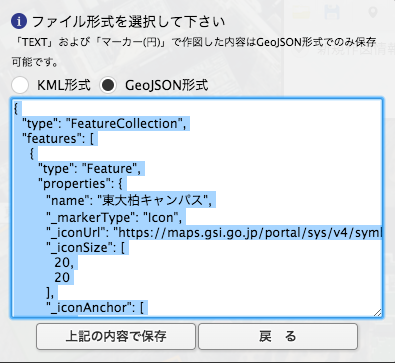 ファイル形式を選択して下さい
「TEXT」および「マーカー(円)」で作図した内容はGeoJSON形式でのみ保存
可能です。
KML形式 GeoJSON形式
{
"type": "FeatureCollection",
"features": [
{
"type": "Feature",
"properties": {
"name": "東大柏キャンパス",
"_markerType": "Icon",
"_iconUrl": "https://maps.gsi.go.jp/portal/sys/v4/syml
"_iconSize": [
20,
20
],
"_iconAnchor": [
上記の内容で保存 戻 る